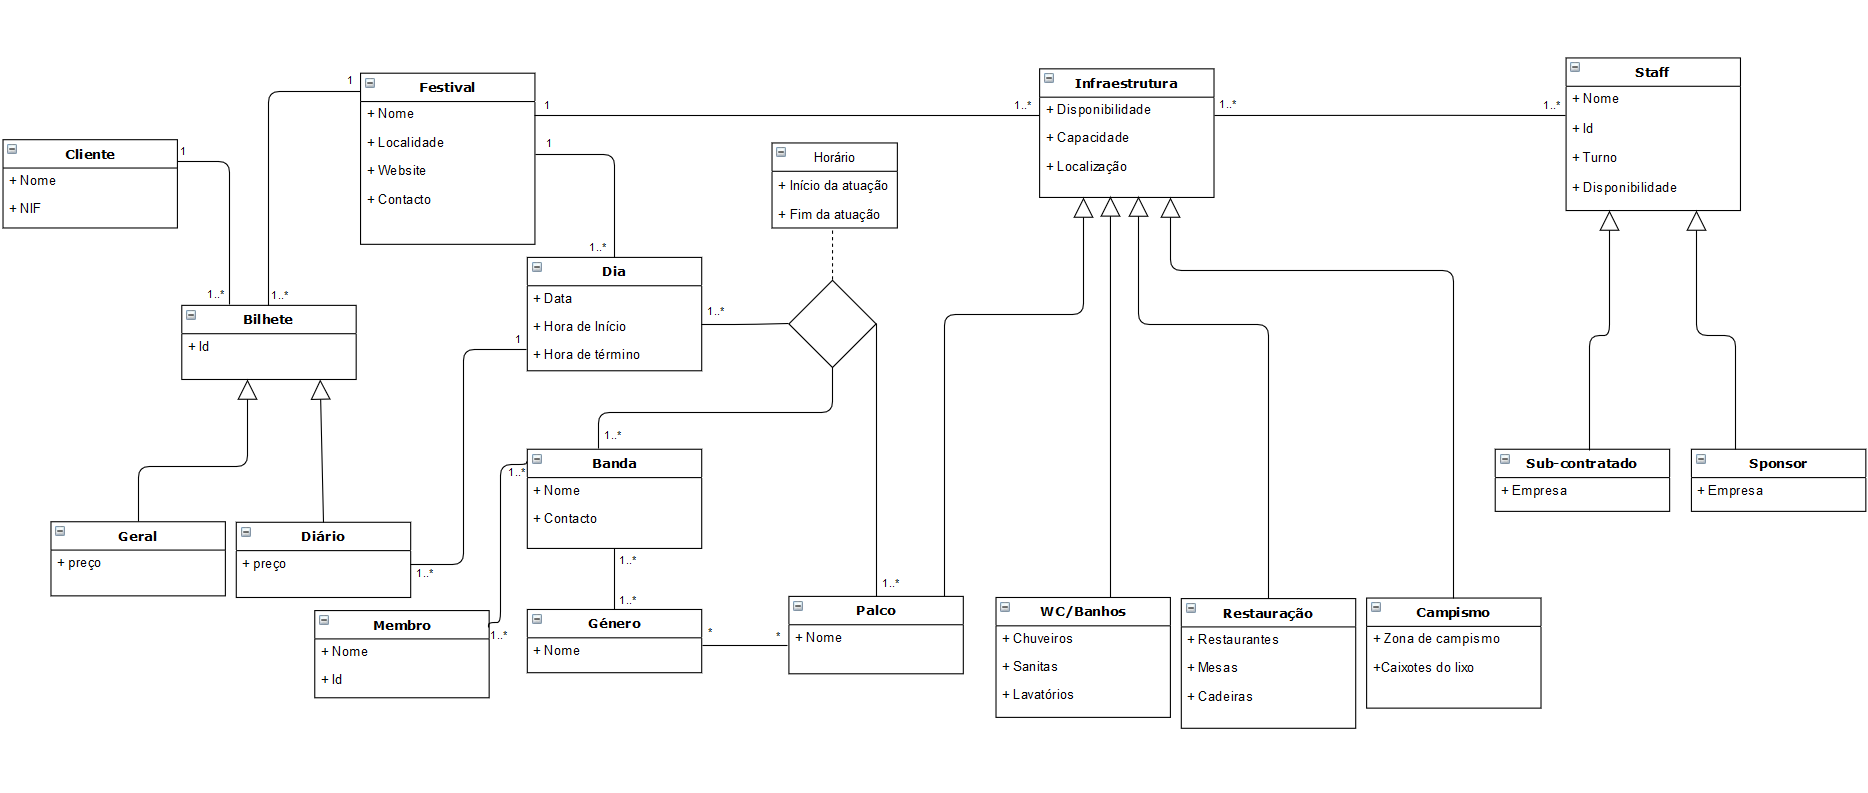 Cliente
+ Nome
+ NIF
1
1..*
1
1..*
Festival
+ Nome
+ Localidade
+ Website
+ Contacto
1
1..*
1
1..*
Bilhete
+ Id
Geral
+ preço
Diário
+ preço
1..*
1
Dia
+ Data
+ Hora de Início
+ Hora de término
1..*
Horário
+ Início da atuação
+ Fim da atuação
1..*
Banda
+ Nome
+ Contacto
1..*
1..*
Membro
+ Nome
+ Id
1..*
1..*
Género
+ Nome
*
*
1..*
Palco
+ Nome
Infraestrutura
+ Disponibilidade
+ Capacidade
+ Localização
1..*
1..*
Staff
+ Nome
+ Id
+ Turno
+ Disponibilidade
WC/Banhos
+ Chuveiros
+ Sanitas
+ Lavatórios
Restauração
+ Restaurantes
+ Mesas
+ Cadeiras
Campismo
+ Zona de campismo
+Caixotes do lixo
Sub-contratado
+ Empresa
Sponsor
+ Empresa